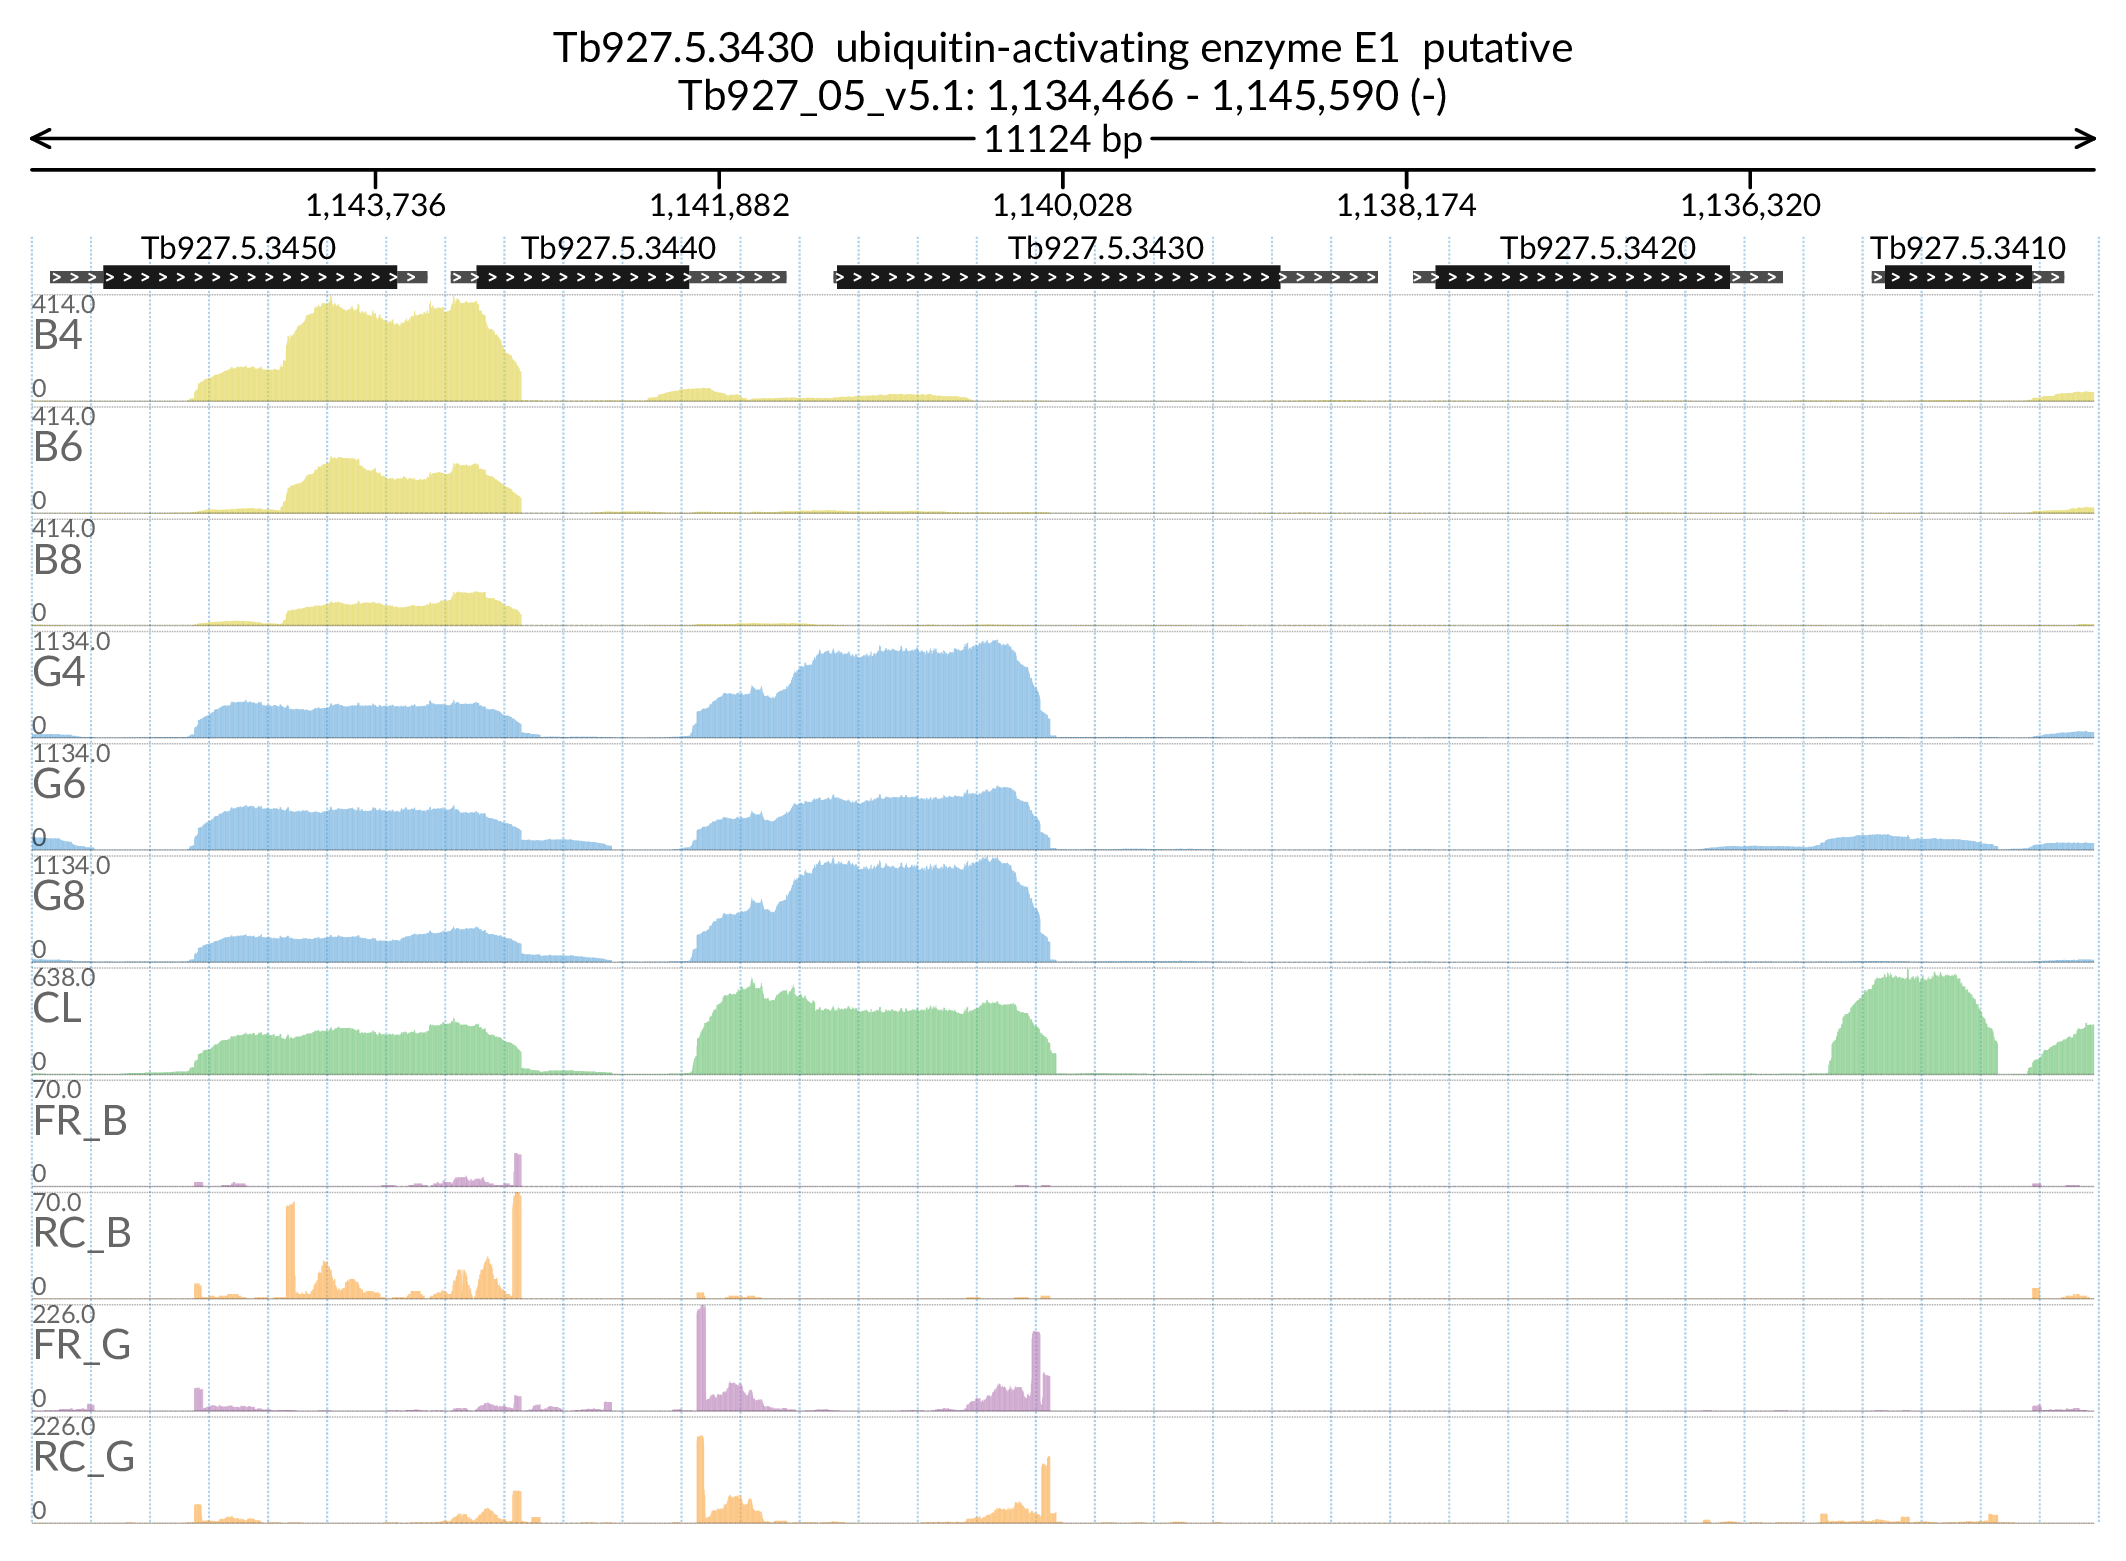 Tb927.5.3430 ubiquitin-activating enzyme E1 putative
Tb927_05_v5.1: 1,134,466 - 1,145,590 (-)
11124 bp
1,143,736 1,141,882 1,140,028 1,138,174 1,136,320
Tb927.5.3450 Tb927.5.3440 Tb927.5.3430 Tb927.5.3420 Tb927.5.3410
414.0
B4
0
414.0
B6
0
414.0
B8
0
1134.0
G4
0
1134.0
G6
0
1134.0
G8
0
638.0
CL
0
70.0
FR_B
0
70.0
RC_B
0
226.0
FR_G
0
226.0
RC_G
0